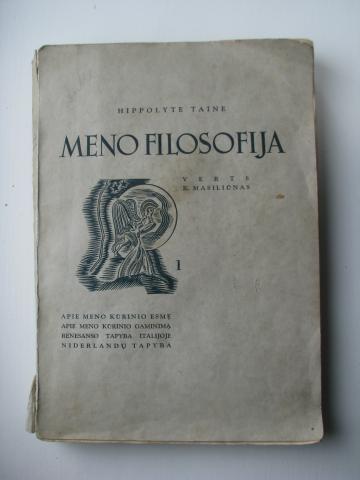 HIPPOLYTE TAINE
MENO FILOSOFIJA
VERTĖ
K. MASILIŪNAS
1
APIE MENO KŪRINIO ESMĘ
APIE MENO KŪRINIO GAMINIMĄ
RENESANSO TAPYBA ITALIJOJE
NIDERLANDŲ TAPYBA